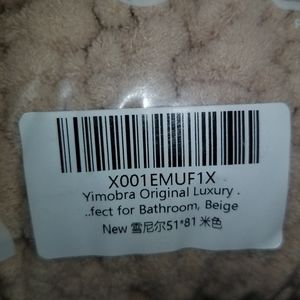 X001EMUF1X
Yimobra Original Luxury .
..fect for Bathroom, Beige
New 雪尼尔51*81 米色